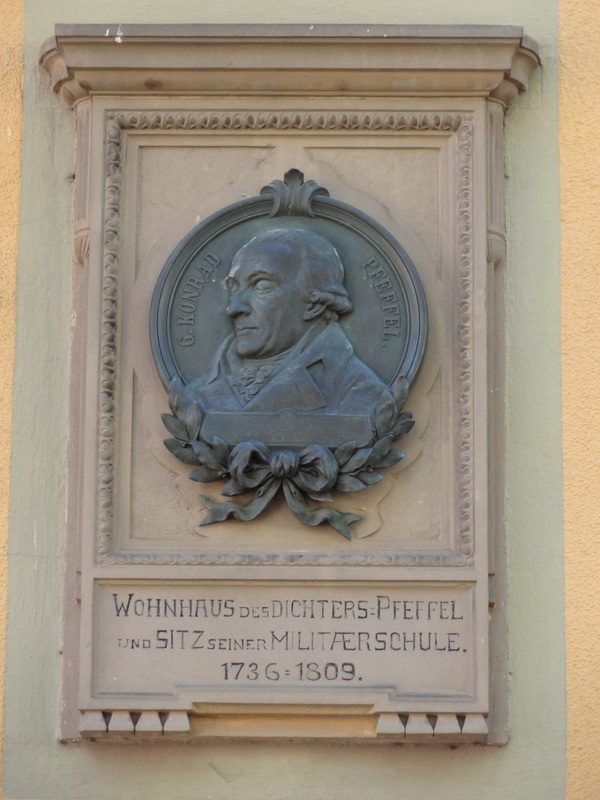 G. KONRAD PFEFFEL.
WOHNHAUS DES DICHTERS=PFEFFEL
UND SITZ SEINER MILITÆRSCHULE.
1736=1809.